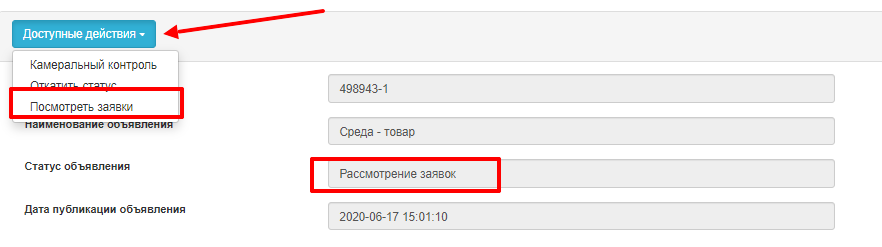 Доступные действия
Камеральный контроль
Откатить статус
Посмотреть заявки
498943-1
Наименование объявления
Среда - товар
Статус объявления
Рассмотрение заявок
Дата публикации объявления
2020-06-17 15:01:10